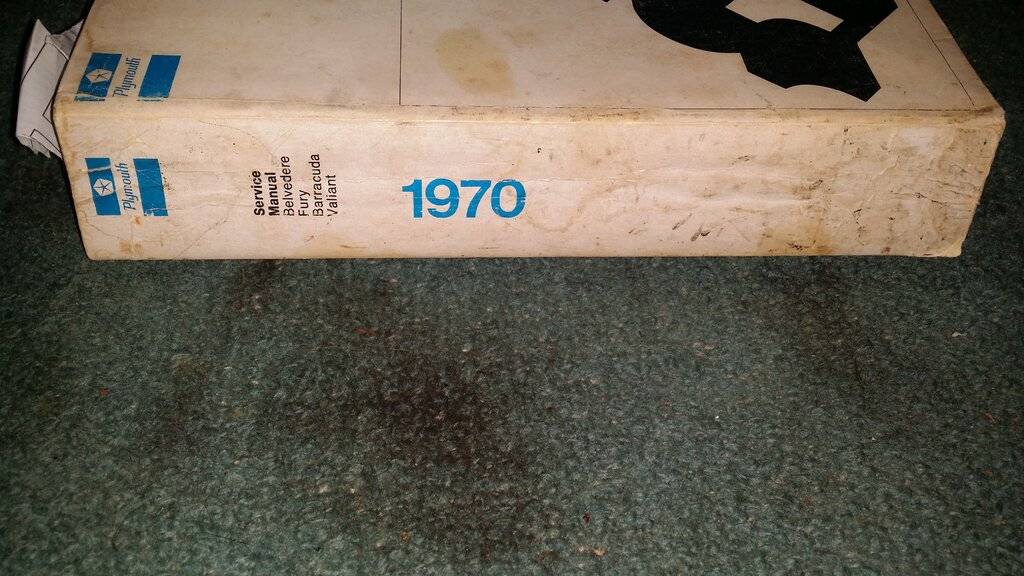 Plymouth
Plymouth
Service
Manual
Belvedere
Fury
Barracuda
Valiant
1970